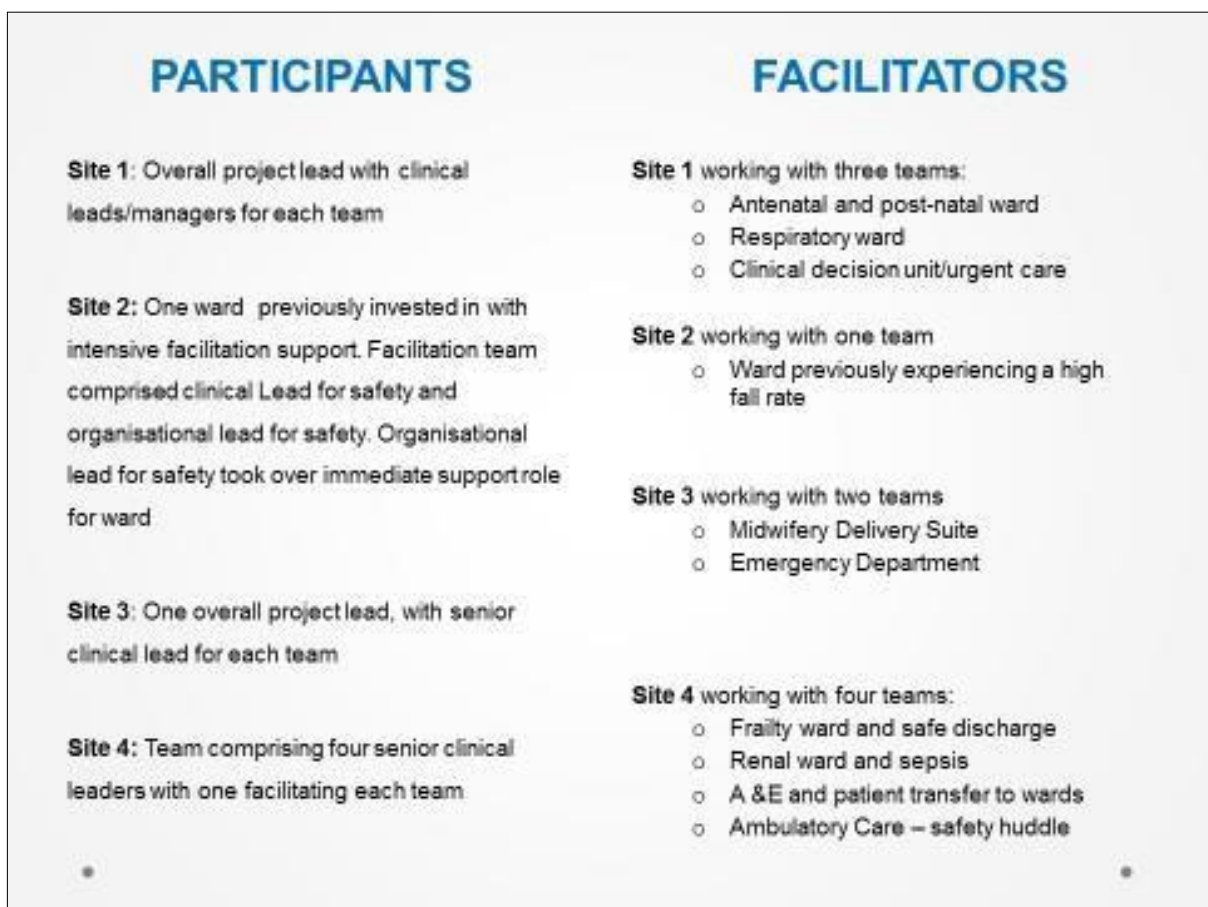 PARTICIPANTS
Site 1: Overall project lead with clinical
leads/managers for each team
Site 2: One ward previously invested in with
intensive facilitation support. Facilitation team
comprised clinical Lead for safety and
organisational lead for safety. Organisational
lead for safety took over immediate support role
for ward
Site 3: One overall project lead, with senior
clinical lead for each team
Site 4: Team comprising four senior clinical
leaders with one facilitating each team
FACILITATORS
Site 1 working with three teams:
o Antenatal and post-natal ward
o Respiratory ward
o Clinical decision unit/urgent care
Site 2 working with one team
o Ward previously experiencing a high
fall rate
Site 3 working with two teams
o Midwifery Delivery Suite
o Emergency Department
Site 4 working with four teams:
o Frailty ward and safe discharge
o Renal ward and sepsis
o A &E and patient transfer to wards
o Ambulatory Care – safety huddle